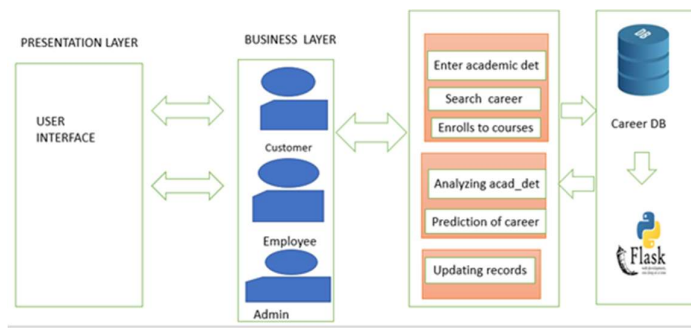 PRESENTATION LAYER
USER
INTERFACE
BUSINESS LAYER
Customer
Employee
Admin
Enter academic det
Search career
Enrolls to courses
Analyzing acad_det
Prediction of career
Updating records
DB
Career DB
Flask